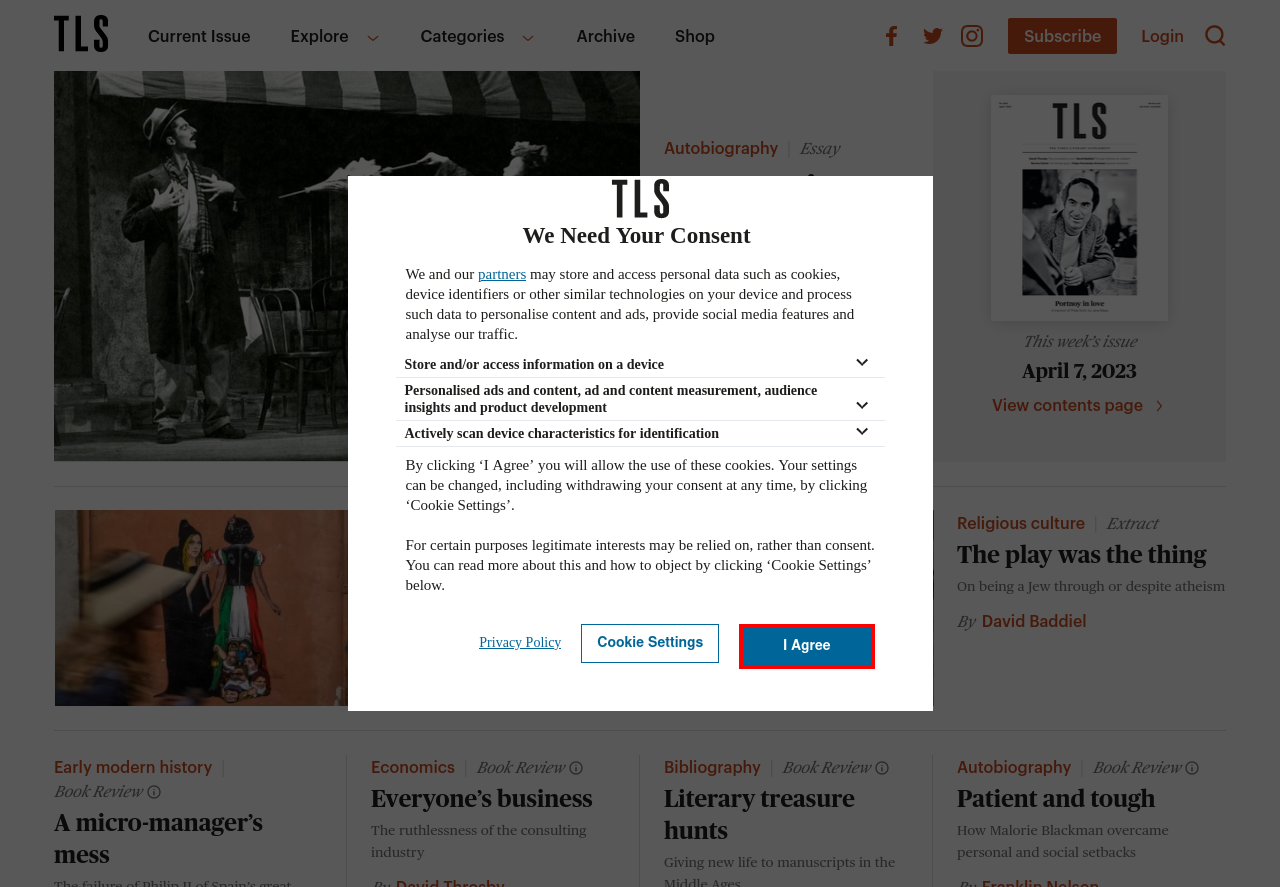 TLS
Current Issue
Explore
Categories
Archive
Shop
Subscribe
Login
Autobiography | Essay
TLS
Portnoy in love
This week's issue
April 7, 2023
View contents page
TLS
We Need Your Consent
We and our partners may store and access personal data such as cookies,
device identifiers or other similar technologies on your device and process
such data to personalise content and ads, provide social media features and
analyse our traffic.
Store and/or access information on a device
Personalised ads and content, ad and content measurement, audience
insights and product development
Actively scan device characteristics for identification
By clicking ‘I Agree’ you will allow the use of these cookies. Your settings
can be changed, including withdrawing your consent at any time, by clicking
‘Cookie Settings’.
For certain purposes legitimate interests may be relied on, rather than consent.
You can read more about this and how to object by clicking ‘Cookie Settings’
below.
Privacy Policy
Cookie Settings
I Agree
Religious culture | Extract
The play was the thing
On being a Jew through or despite atheism
By David Baddiel
Early modern history |
Book Review
A micro-manager’s
mess
The failure of Philip II of Spain’s great
Economics | Book Review
Everyone’s business
The ruthlessness of the consulting
industry
By David Throsby
Bibliography | Book Review
Literary treasure
hunts
Giving new life to manuscripts in the
Middle Ages
Autobiography | Book Review
Patient and tough
How Malorie Blackman overcame
personal and social setbacks
By Franklin Nelson